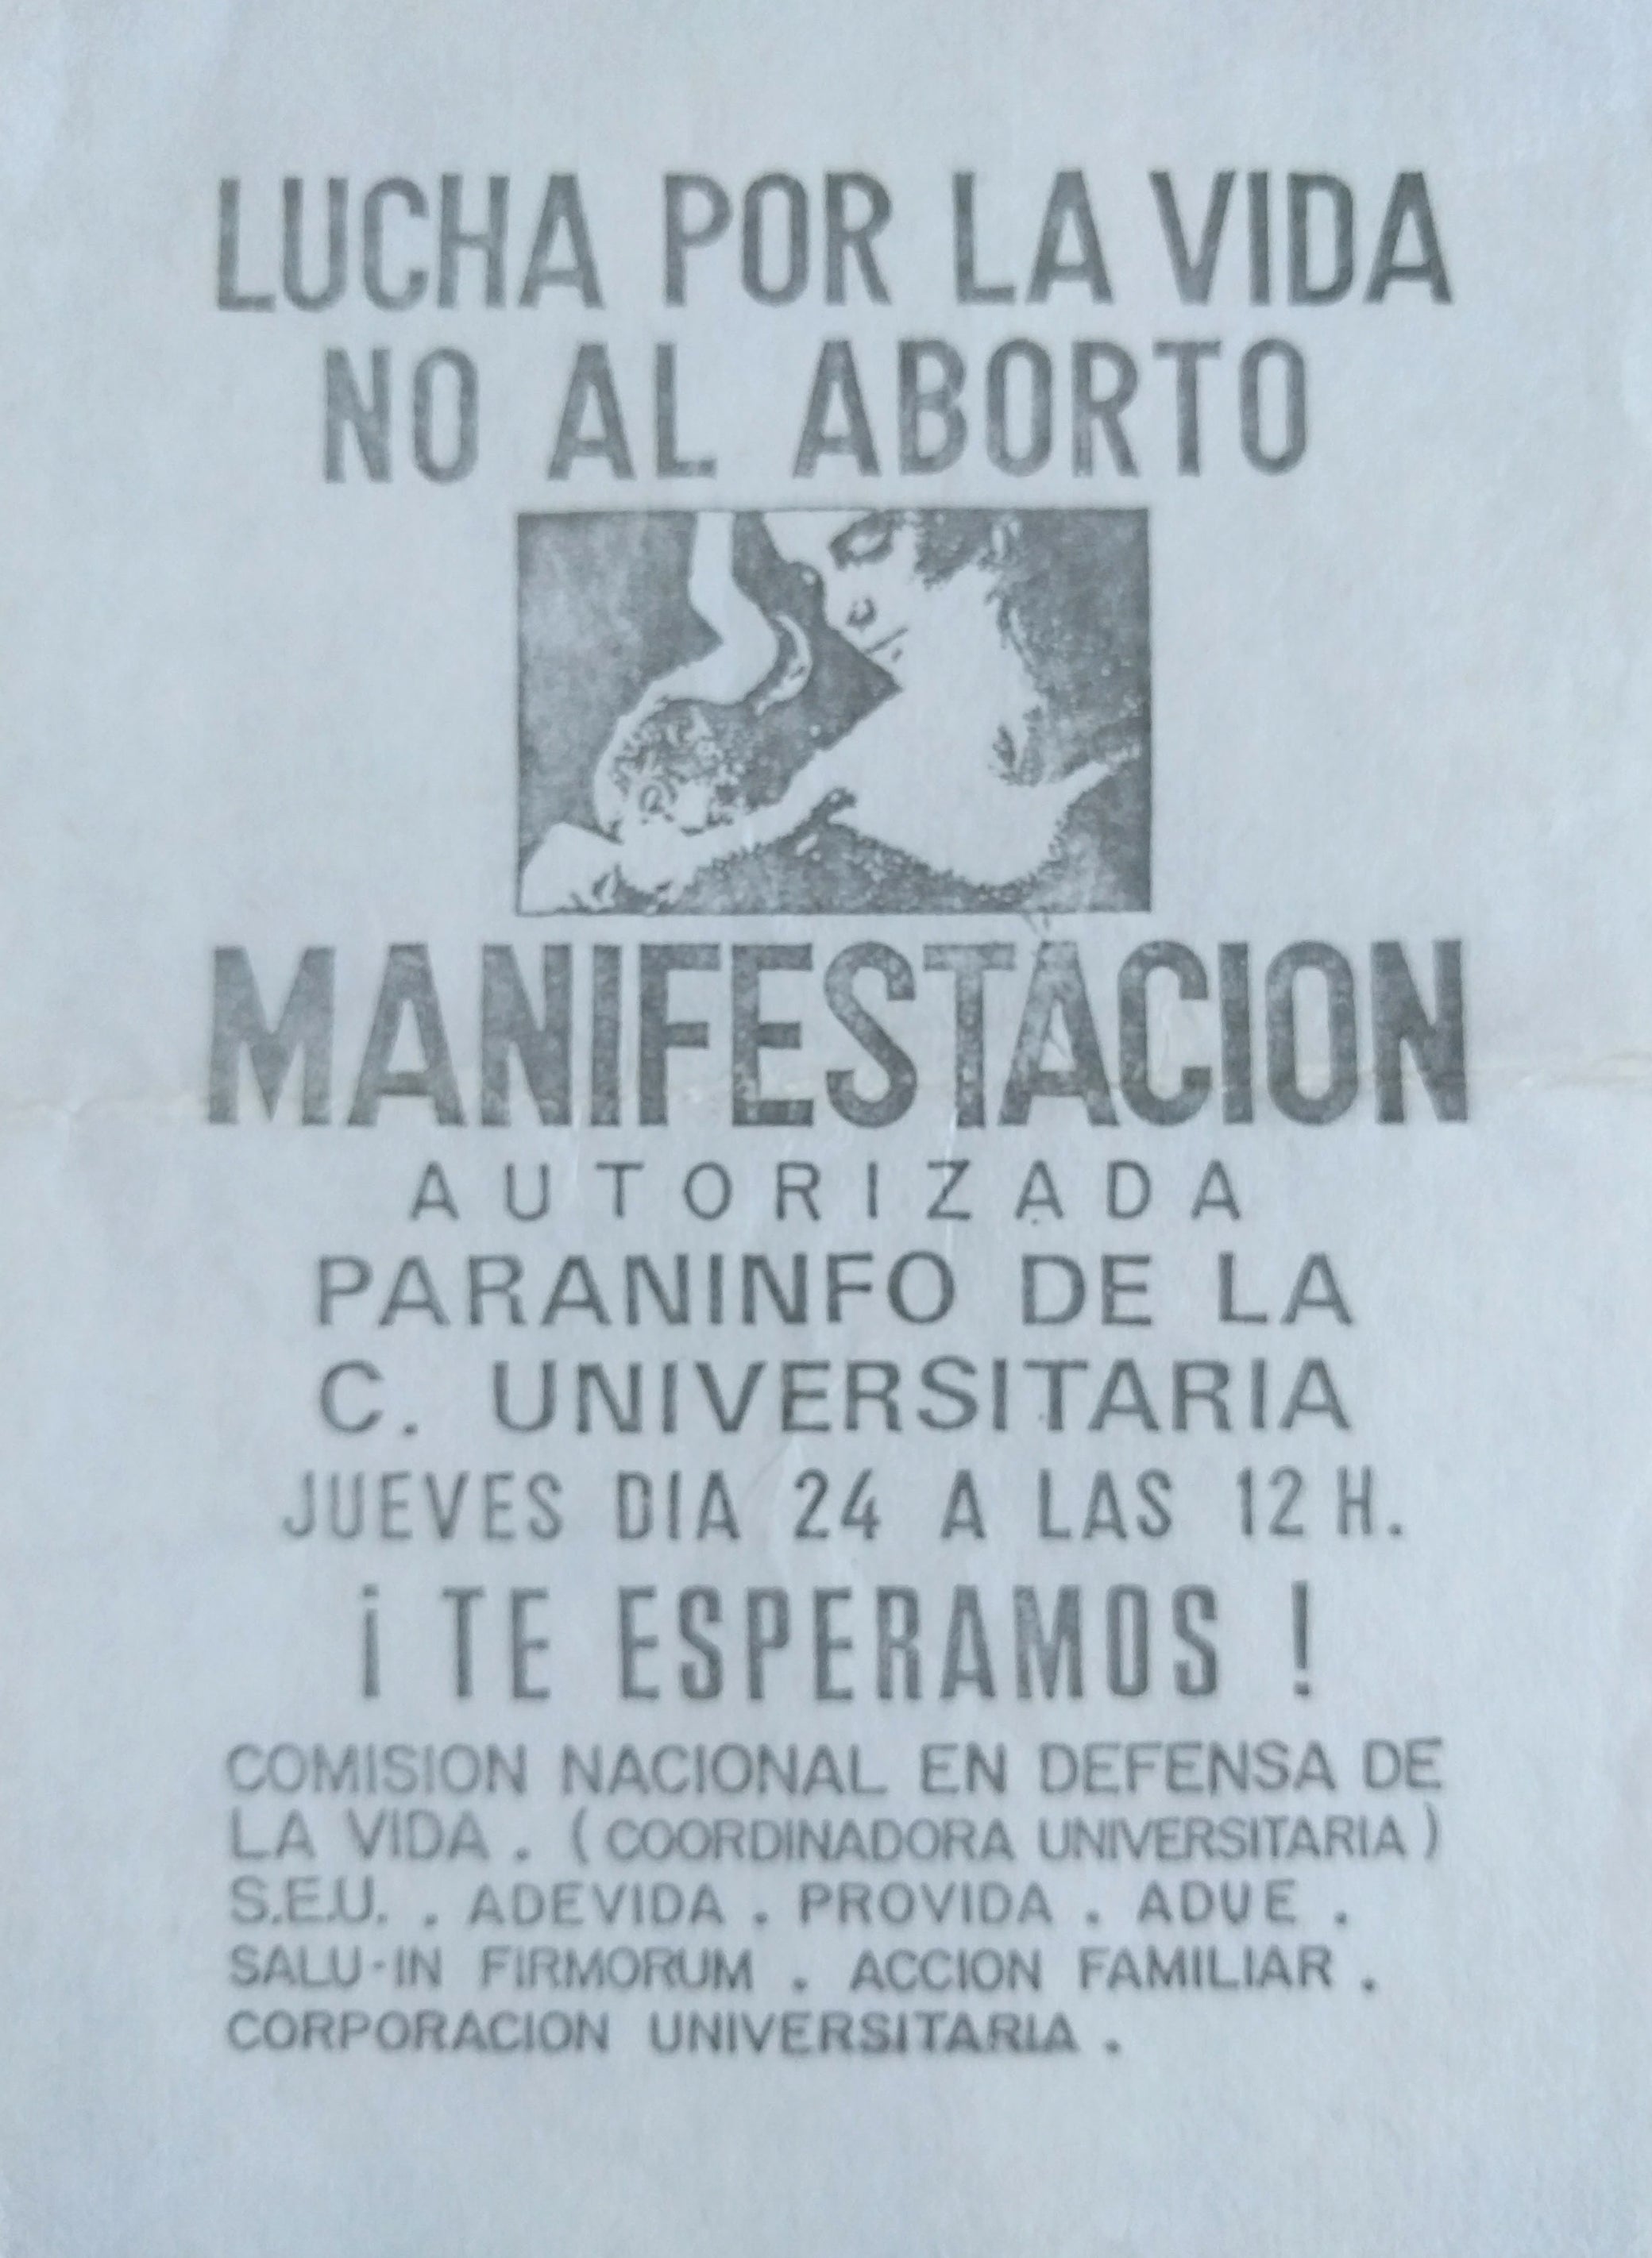 LUCHA POR LA VIDA
NO AL ABORTO
MANIFESTACION
AUTORIZADA
PARANINFO DE LA
C. UNIVERSITARIA
JUEVES DIA 24 A LAS 12 H.
¡ TE ESPERAMOS !
COMISION NACIONAL EN DEFENSA DE
LA VIDA . ( COORDINADORA UNIVERSITARIA )
S.E.U. . ADEVIDA . PROVIDA . ADVE .
SALU-IN FIRMORUM . ACCION FAMILIAR .
CORPORACION UNIVERSITARIA .